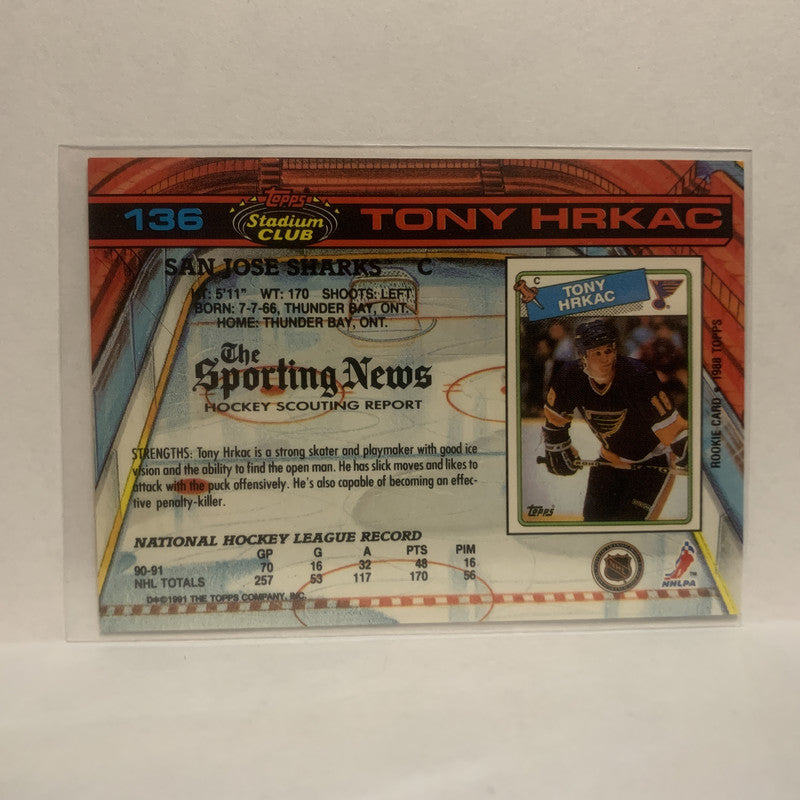 136 Topps Stadium CLUB TONY HRKAC
SAN JOSE SHARKS C
HT: 5'11" WT: 170 SHOOTS: LEFT
BORN: 7-7-66, THUNDER BAY, ONT.
HOME: THUNDER BAY, ONT.
The
Sporting News
HOCKEY SCOUTING REPORT
STRENGTHS: Tony Hrkac is a strong skater and playmaker with good ice
vision and the ability to find the open man. He has slick moves and likes to
attack with the puck offensively. He's also capable of becoming an effec-
tive penalty-killer.
NATIONAL HOCKEY LEAGUE RECORD
GP G A PTS PIM
90-91 70 16 32 48 16
NHL TOTALS 257 53 117 170 56
D*©1991 THE TOPPS COMPANY, INC.
C
TONY
HRKAC
18
Topps
ROOKIE CARD • 1988 TOPPS
NHL
NHLPA
TM